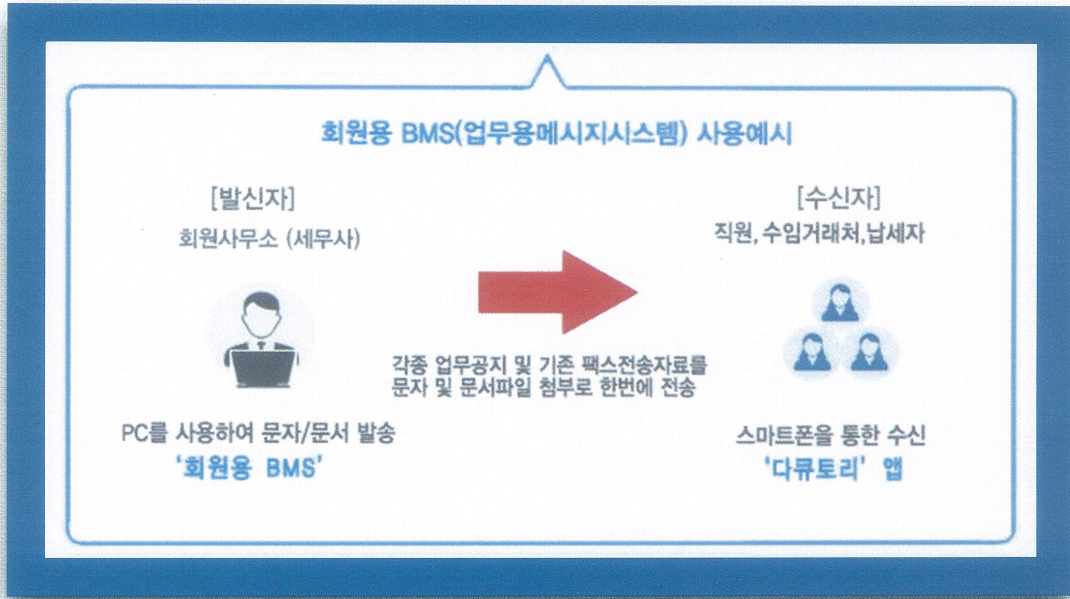 회원용 BMS(업무용메시지시스템) 사용예시
[발신자]
회원사무소 (세무사)
[수신자]
직원, 수임거래처,납세자
각종 업무공지 및 기존 팩스전송자료를
문자 및 문서파일 첨부로 한번에 전송
PC를 사용하여 문자/문서 발송
‘회원용 BMS’
스마트폰을 통한 수신
‘다큐토리’ 앱